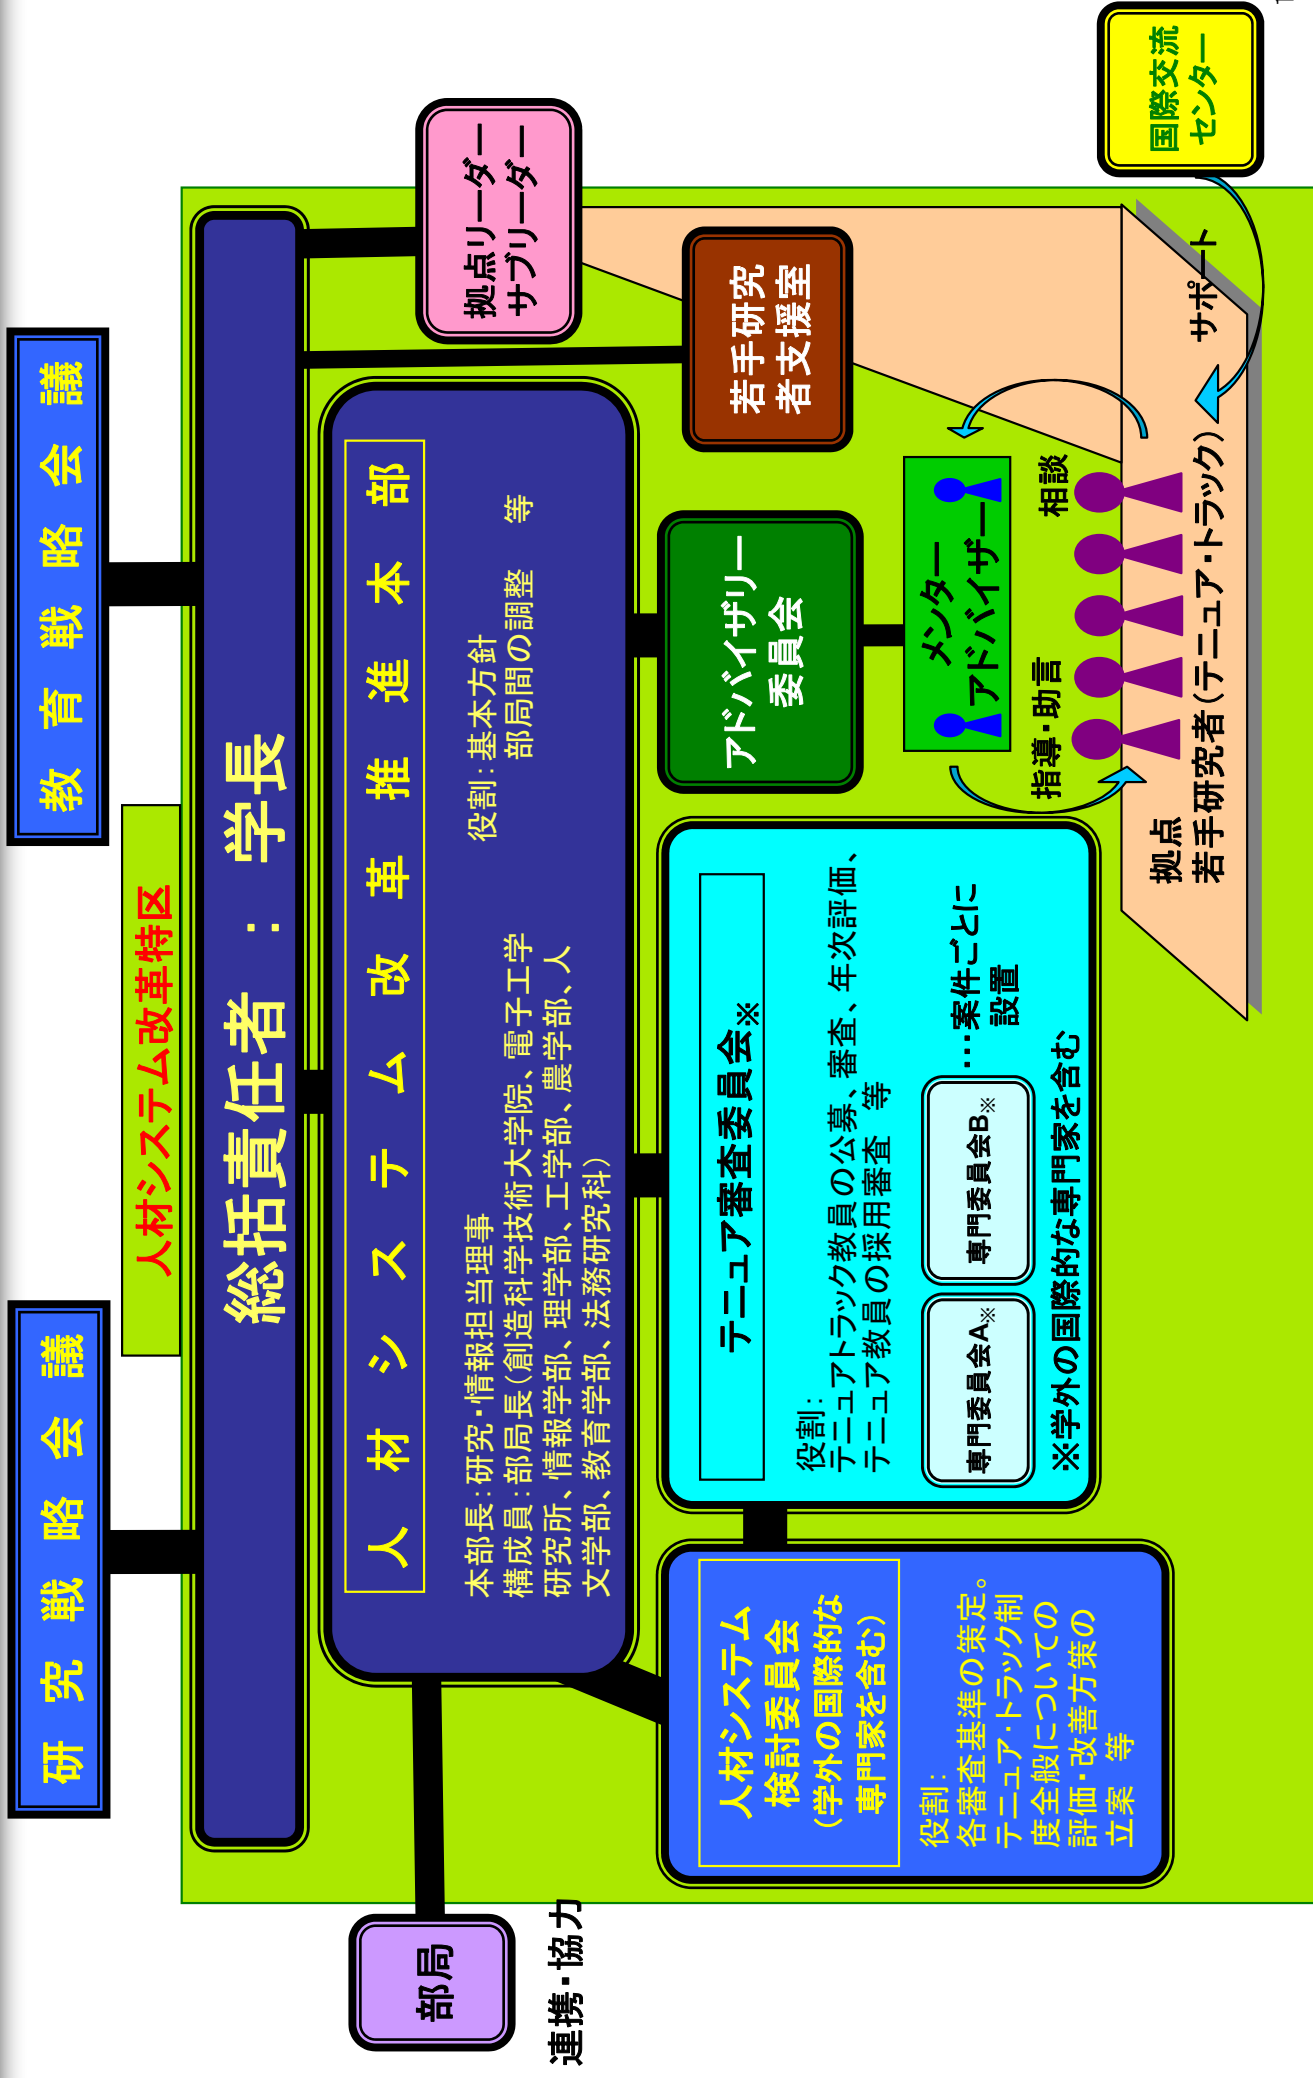 研究戦略会議
教育戦略会議
人材システム改革特区
総括責任者 : 学長
人材システム改革推進本部
本部長:研究・情報担当理事
構成員:部局長(創造科学技術大学院、電子工学
研究所、情報学部、理学部、工学部、農学部、人
文学部、教育学部、法務研究科)
役割:基本方針
部局間の調整 等
部局
連携・協力
拠点リーダー
サブリーダー
若手研究
者支援室
人材システム
検討委員会
(学外の国際的な
専門家を含む)
役割:
各審査基準の策定。
テニュア・トラック制
度全般についての
評価・改善方策の
立案 等
テニュア審査委員会※
役割:
テニュアトラック教員の公募、審査、年次評価、
テニュア教員の採用審査 等
専門委員会A※
専門委員会B※
・・・案件ごとに
設置
※学外の国際的な専門家を含む
アドバイザリー
委員会
メンター
アドバイザー
指導・助言
相談
拠点
若手研究者(テニュア・トラック)
サポート
国際交流
センター